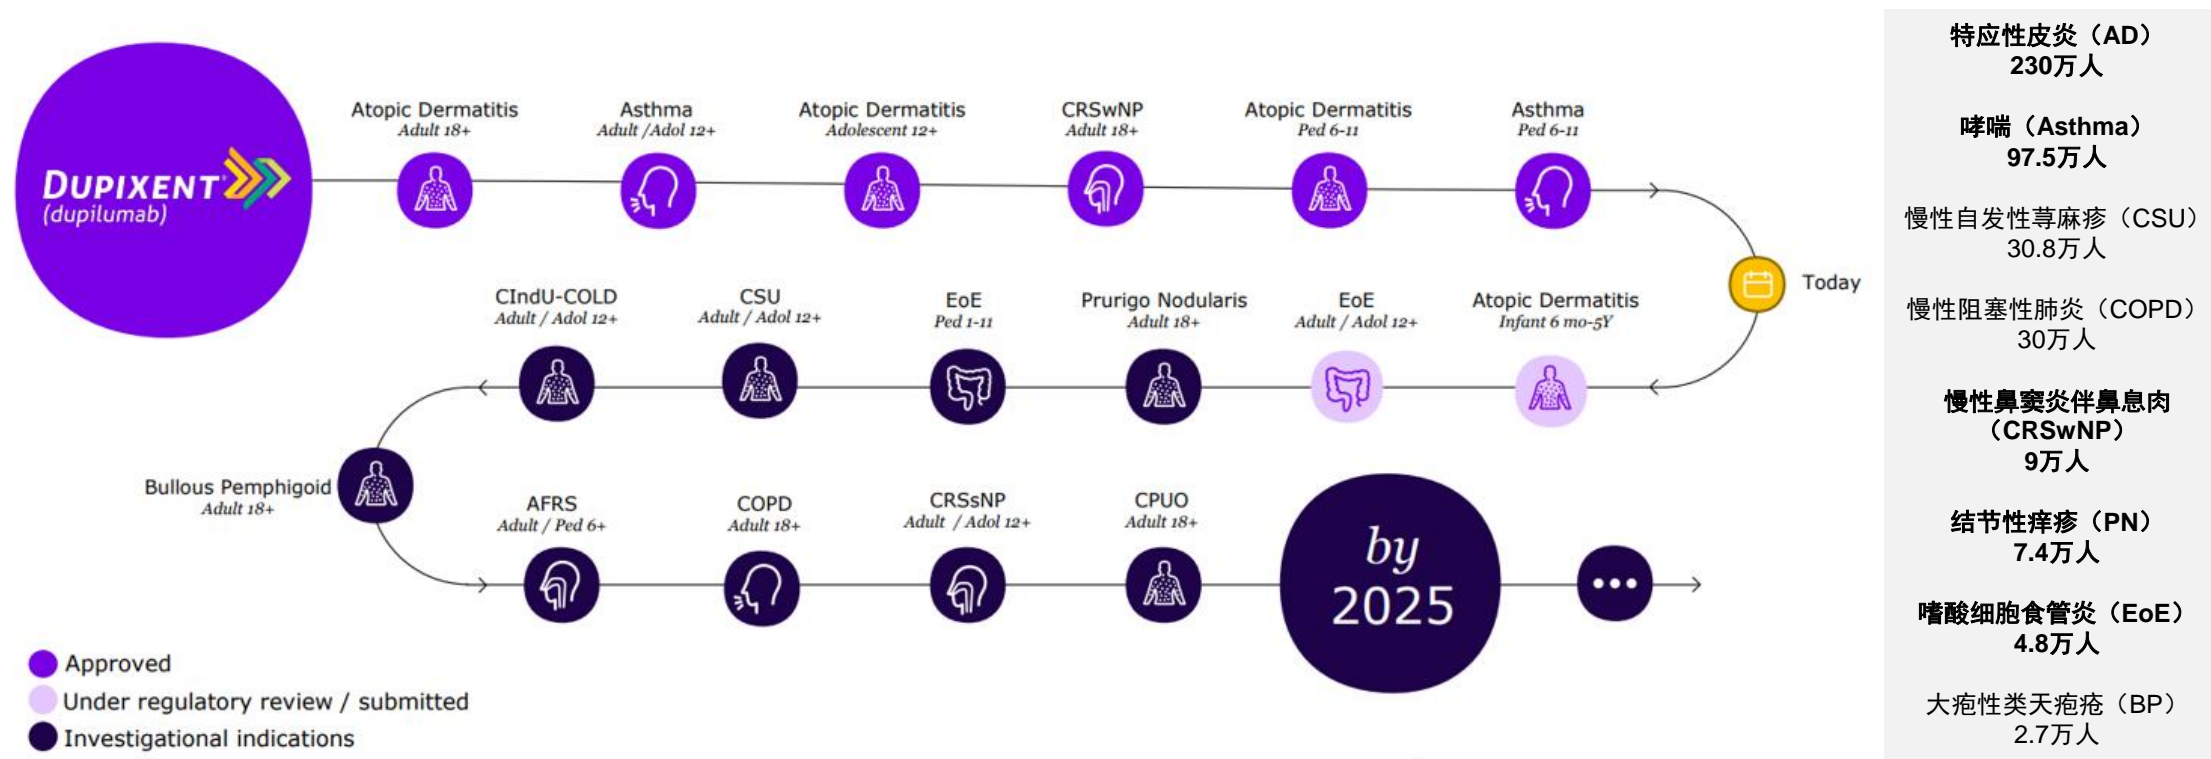 DUPIXENT
(dupilumab)
Atopic Dermatitis
Adult 18+
Asthma
Adult /Adol 12+
Atopic Dermatitis
Adolescent 12+
CRSwNP
Adult 18+
Atopic Dermatitis
Ped 6-11
Asthma
Ped 6-11
Today
CIndU-COLD
Adult / Adol 12+
CSU
Adult / Adol 12+
EoE
Ped 1-11
Prurigo Nodularis
Adult 18+
EoE
Adult / Adol 12+
Atopic Dermatitis
Infant 6 mo-5Y
Bullous Pemphigoid
Adult 18+
AFRS
Adult / Ped 6+
COPD
Adult 18+
CRSsNP
Adult / Adol 12+
CPUO
Adult 18+
by
2025
Approved
Under regulatory review / submitted
Investigational indications
特应性皮炎（AD）
230万人
哮喘（Asthma）
97.5万人
慢性自发性荨麻疹（CSU）
30.8万人
慢性阻塞性肺炎（COPD）
30万人
慢性鼻窦炎伴鼻息肉
（CRSwNP）
9万人
结节性痒疹（PN）
7.4万人
嗜酸细胞食管炎（EoE）
4.8万人
大疱性类天疱疮（BP）
2.7万人